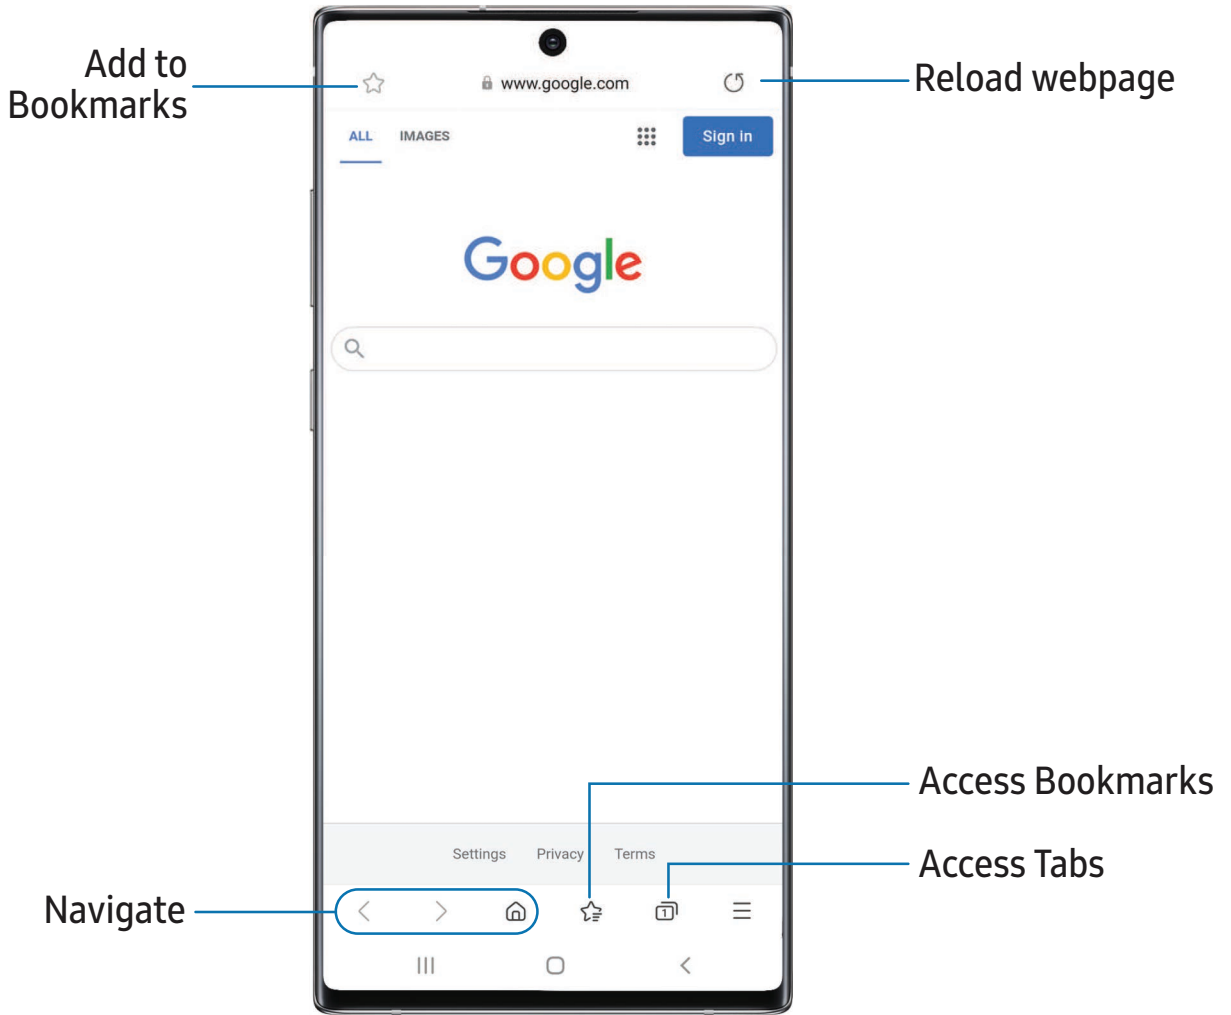 Add to
Bookmarks
www.google.com
Reload webpage
ALL IMAGES
Sign in
Google
Access Bookmarks
Settings Privacy Terms
Access Tabs
Navigate
1